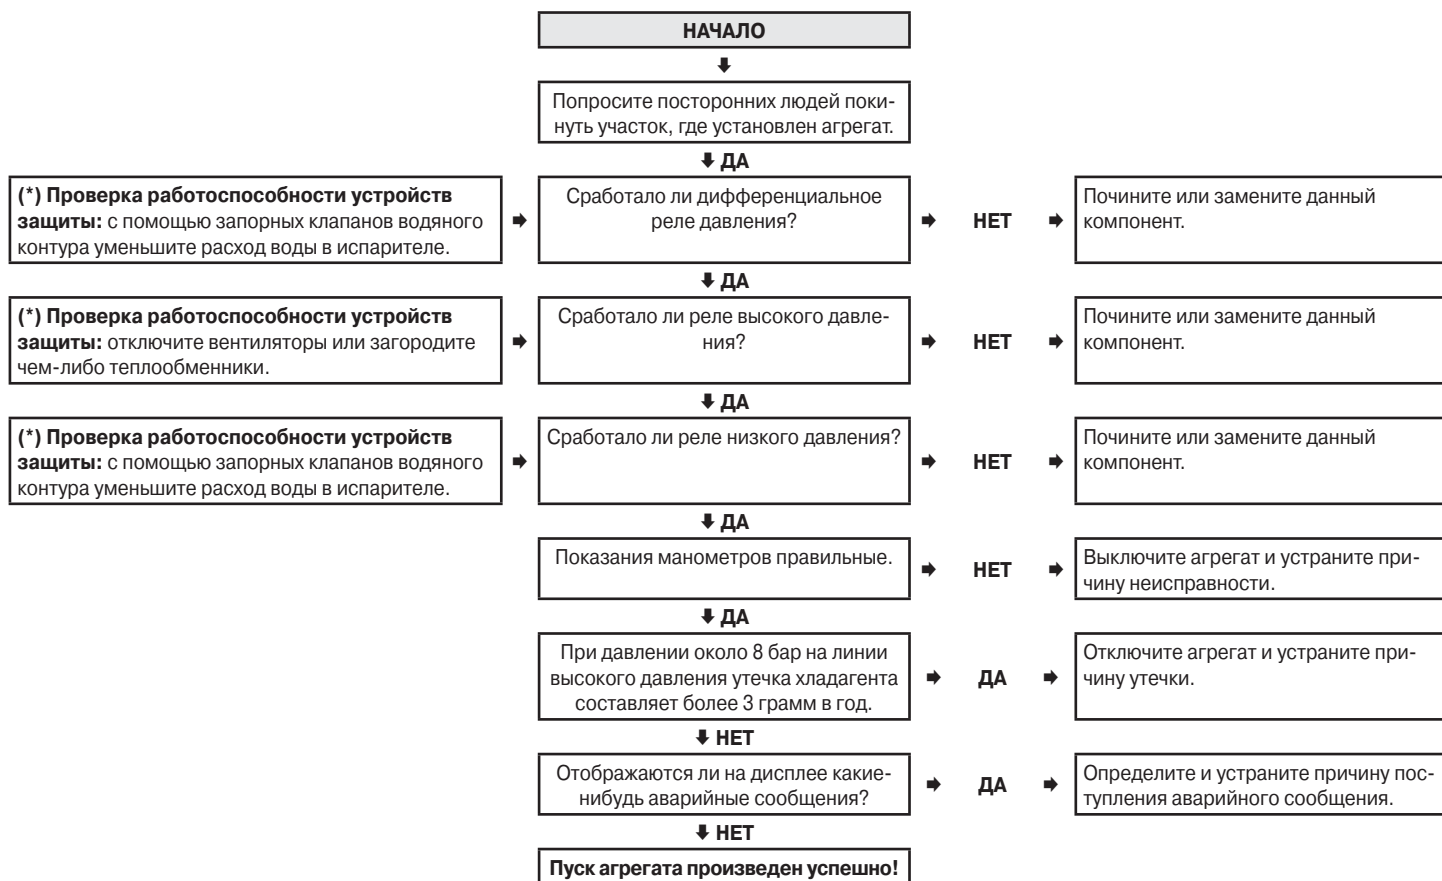 НАЧАЛО
Попросите посторонних людей поки-
нуть участок, где установлен агрегат.
ДА
(*) Проверка работоспособности устройств
защиты: с помощью запорных клапанов водяного
контура уменьшите расход воды в испарителе.
Сработало ли дифференциальное
реле давления?
НЕТ
Почините или замените данный
компонент.
ДА
(*) Проверка работоспособности устройств
защиты: отключите вентиляторы или загородите
чем-либо теплообменники.
Сработало ли реле высокого давле-
ния?
НЕТ
Почините или замените данный
компонент.
ДА
(*) Проверка работоспособности устройств
защиты: с помощью запорных клапанов водяного
контура уменьшите расход воды в испарителе.
Сработало ли реле низкого давления?
НЕТ
Почините или замените данный
компонент.
ДА
Показания манометров правильные.
НЕТ
Выключите агрегат и устраните при-
чину неисправности.
ДА
При давлении около 8 бар на линии
высокого давления утечка хладагента
составляет более 3 грамм в год.
ДА
Отключите агрегат и устраните при-
чину утечки.
НЕТ
Отображаются ли на дисплее какие-
нибудь аварийные сообщения?
ДА
Определите и устраните причину пос-
тупления аварийного сообщения.
НЕТ
Пуск агрегата произведен успешно!